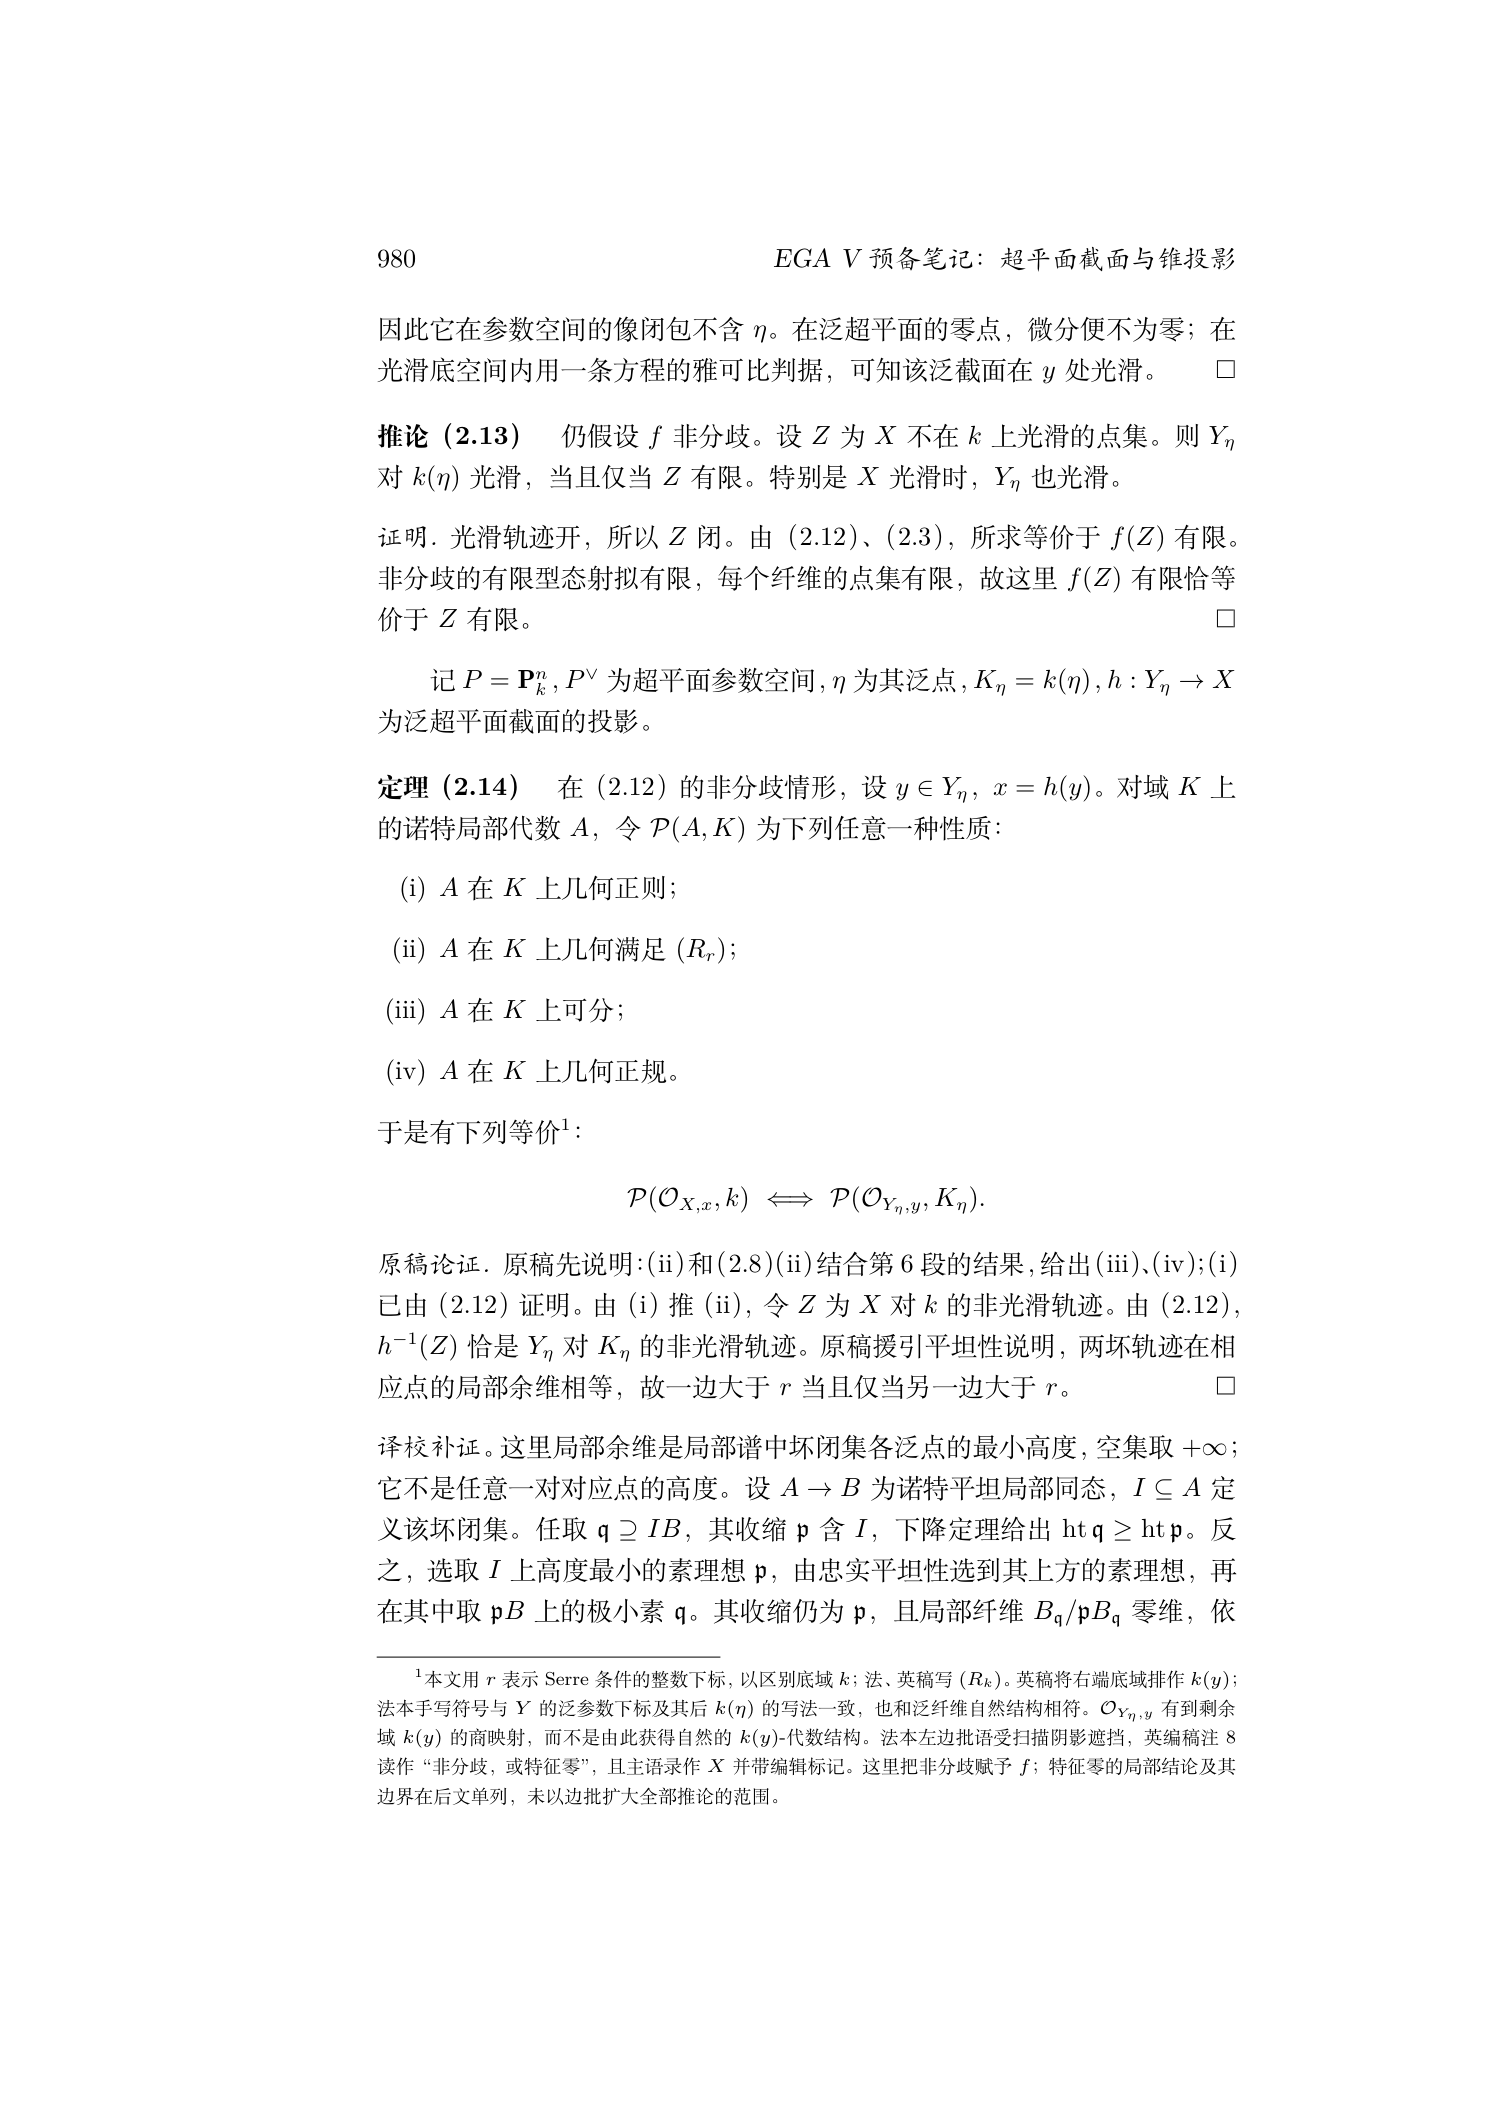 980 EGA V 预备笔记：超平面截面与锥投影
因此它在参数空间的像闭包不含 η。在泛超平面的零点，微分便不为零；在
光滑底空间内用一条方程的雅可比判据，可知该泛截面在 y 处光滑。 □
推论（2.13） 仍假设 f 非分歧。设 Z 为 X 不在 k 上光滑的点集。则 Y_η
对 k(η) 光滑，当且仅当 Z 有限。特别是 X 光滑时，Y_η 也光滑。
证明. 光滑轨迹开，所以 Z 闭。由（2.12）、（2.3），所求等价于 f(Z) 有限。
非分歧的有限型态射拟有限，每个纤维的点集有限，故这里 f(Z) 有限恰等
价于 Z 有限。 □
记 P = P^n_k, P^∨ 为超平面参数空间, η 为其泛点, K_η = k(η), h : Y_η → X
为泛超平面截面的投影。
定理（2.14） 在（2.12）的非分歧情形，设 y ∈ Y_η，x = h(y)。对域 K 上
的诺特局部代数 A，令 𝒫(A, K) 为下列任意一种性质：
(i) A 在 K 上几何正则；
(ii) A 在 K 上几何满足 (R_r)；
(iii) A 在 K 上可分；
(iv) A 在 K 上几何正规。
于是有下列等价¹：
𝒫(𝒪_{X,x}, k) ⟺ 𝒫(𝒪_{Y_η,y}, K_η).
原稿论证. 原稿先说明：(ii)和(2.8)(ii)结合第 6 段的结果，给出(iii)、(iv)；(i)
已由（2.12）证明。由（i）推（ii），令 Z 为 X 对 k 的非光滑轨迹。由（2.12），
h^{-1}(Z) 恰是 Y_η 对 K_η 的非光滑轨迹。原稿援引平坦性说明，两坏轨迹在相
应点的局部余维相等，故一边大于 r 当且仅当另一边大于 r。 □
译校补证。这里局部余维是局部谱中坏闭集各泛点的最小高度，空集取 +∞；
它不是任意一对对应点的高度。设 A → B 为诺特平坦局部同态，I ⊆ A 定
义该坏闭集。任取 𝔮 ⊇ IB，其收缩 𝔭 含 I，下降定理给出 ht 𝔮 ≥ ht 𝔭。反
之，选取 I 上高度最小的素理想 𝔭，由忠实平坦性选到其上方的素理想，再
在其中取 𝔭B 上的极小素 𝔮。其收缩仍为 𝔭，且局部纤维 B_𝔮/𝔭B_𝔮 零维，依
¹本文用 r 表示 Serre 条件的整数下标，以区别底域 k；法、英稿写 (R_k)。英稿将右端底域排作 k(y)；
法本手写符号与 Y 的泛参数下标及其后 k(η) 的写法一致，也和泛纤维自然结构相符。𝒪_{Y_η,y} 有到剩余
域 k(y) 的商映射，而不是由此获得自然的 k(y)-代数结构。法本左边批语受扫描阴影遮挡，英编稿注 8
读作 “非分歧，或特征零”，且主语录作 X 并带编辑标记。这里把非分歧赋予 f；特征零的局部结论及其
边界在后文单列，未以边批扩大全部推论的范围。